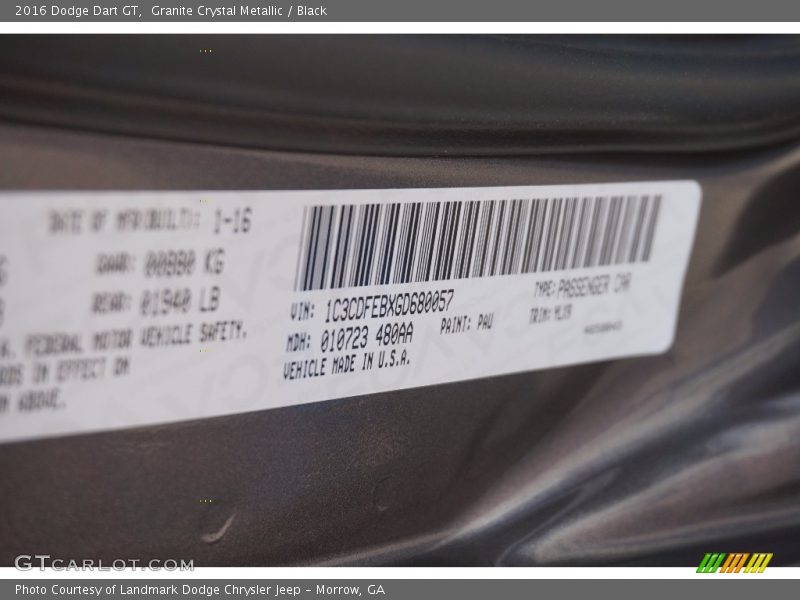 2016 Dodge Dart GT,  Granite Crystal Metallic / Black
DATE OF MFR(BUILT): 1-16
GAWR: 00880 KG
REAR: 01940 LB
VIN: 1C3CDFEBXGD680057
TYPE: PASSENGER CAR
MDH: 010723 480AA
PAINT: PAU
TRIM:
VEHICLE MADE IN U.S.A.
FEDERAL MOTOR VEHICLE SAFETY.
IN EFFECT ON
ABOVE.
GTCARLOT.COM
Photo Courtesy of Landmark Dodge Chrysler Jeep – Morrow, GA